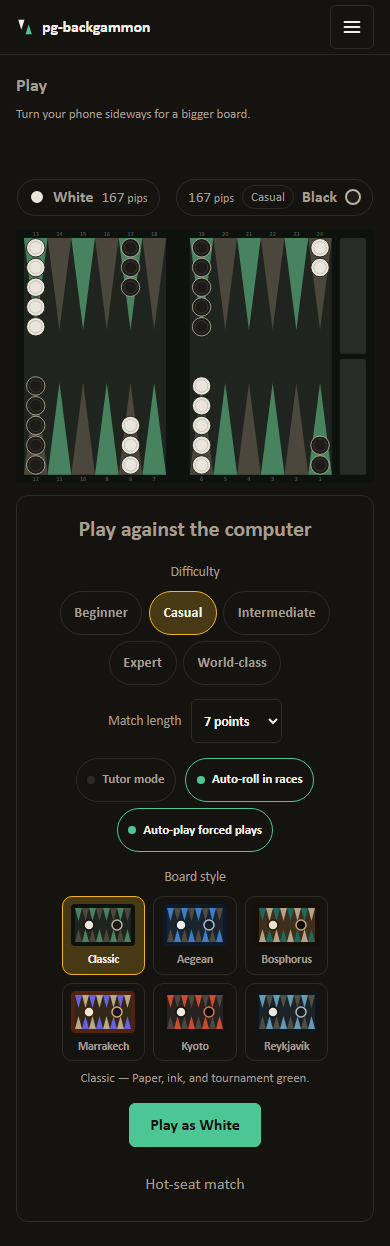 pg-backgammon
Play
Turn your phone sideways for a bigger board.
White 167 pips 167 pips Casual Black
13 14 15 16 17 18 19 20 21 22 23 24
12 11 10 9 8 7 6 5 4 3 2 1
Play against the computer
Difficulty
Beginner Casual Intermediate
Expert World-class
Match length 7 points
Tutor mode Auto-roll in races
Auto-play forced plays
Board style
Classic Aegean Bosphorus
Marrakech Kyoto Reykjavík
Classic — Paper, ink, and tournament green.
Play as White
Hot-seat match